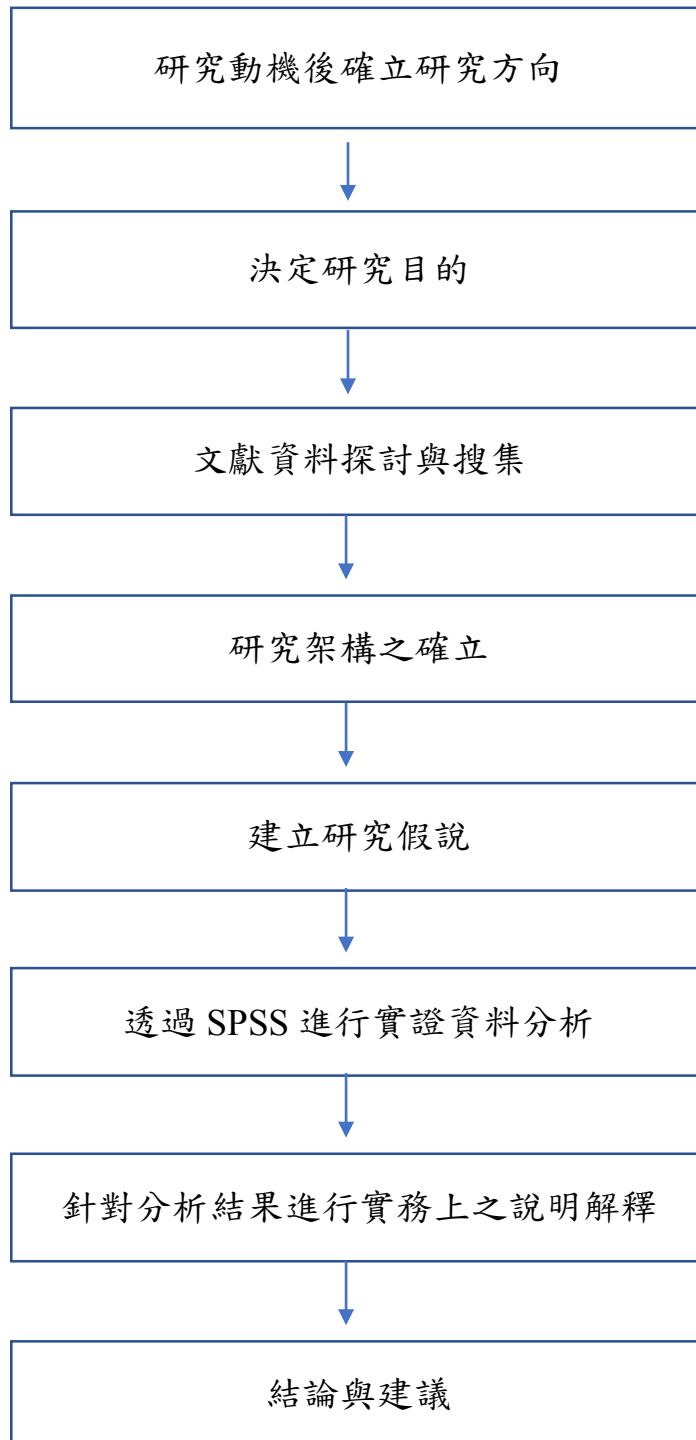 研究動機後確立研究方向
決定研究目的
文獻資料探討與搜集
研究架構之確立
建立研究假說
透過 SPSS 進行實證資料分析
針對分析結果進行實務上之說明解釋
結論與建議